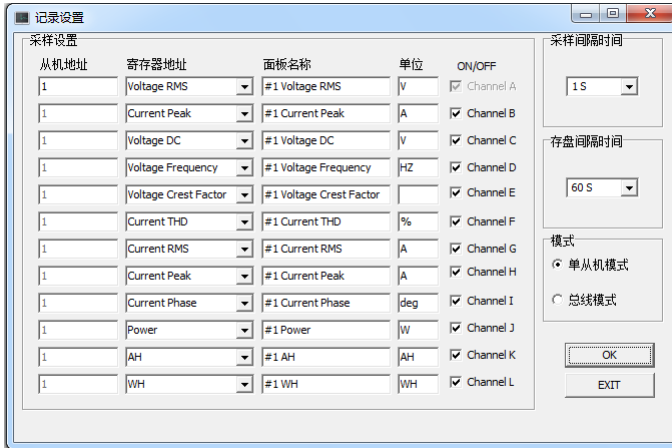 记录设置
采样设置
从机地址 寄存器地址 面板名称 单位 ON/OFF
1 Voltage RMS #1 Voltage RMS V Channel A
1 Current Peak #1 Current Peak A Channel B
1 Voltage DC #1 Voltage DC V Channel C
1 Voltage Frequency #1 Voltage Frequency HZ Channel D
1 Voltage Crest Factor #1 Voltage Crest Factor Channel E
1 Current THD #1 Current THD % Channel F
1 Current RMS #1 Current RMS A Channel G
1 Current Peak #1 Current Peak A Channel H
1 Current Phase #1 Current Phase deg Channel I
1 Power #1 Power W Channel J
1 AH #1 AH AH Channel K
1 WH #1 WH WH Channel L
采样间隔时间
1 S
存盘间隔时间
60 S
模式
单从机模式
总线模式
OK
EXIT